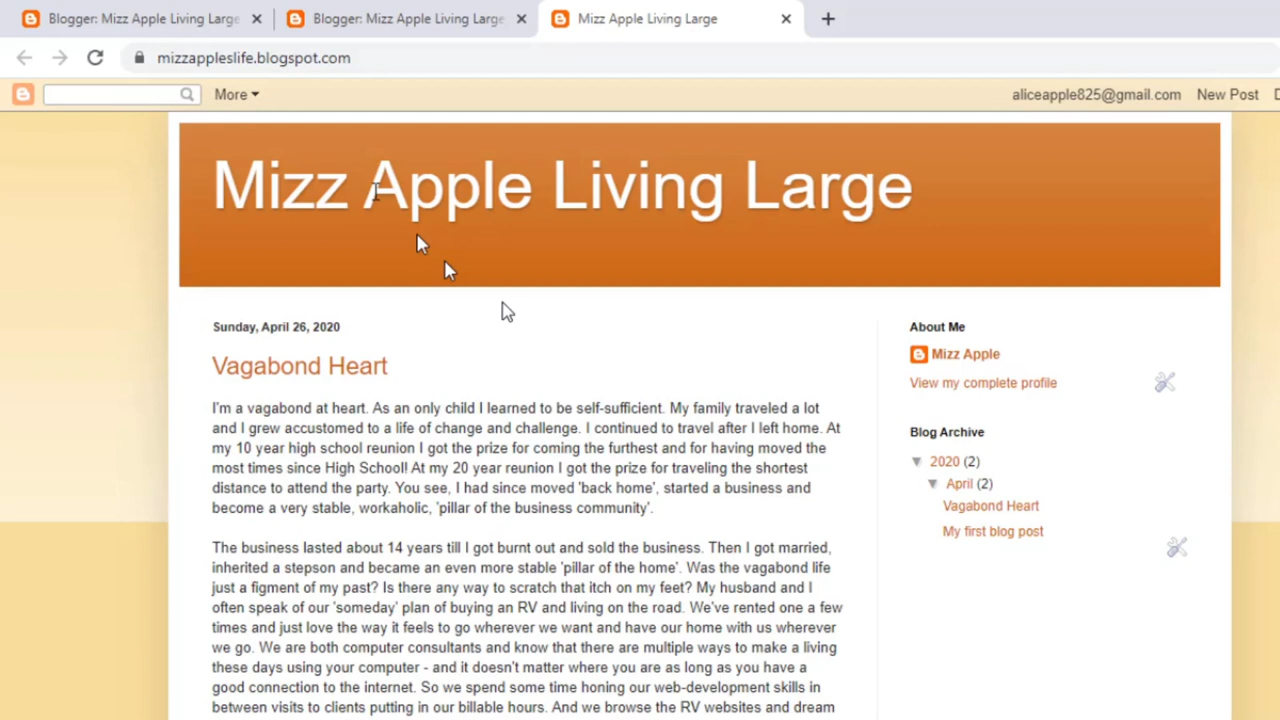 Blogger: Mizz Apple Living Large
Blogger: Mizz Apple Living Large
Mizz Apple Living Large
mizzappleslife.blogspot.com
More
aliceapple825@gmail.com New Post
Mizz Apple Living Large
Sunday, April 26, 2020
Vagabond Heart
I'm a vagabond at heart. As an only child I learned to be self-sufficient. My family traveled a lot
and I grew accustomed to a life of change and challenge. I continued to travel after I left home. At
my 10 year high school reunion I got the prize for coming the furthest and for having moved the
most times since High School! At my 20 year reunion I got the prize for traveling the shortest
distance to attend the party. You see, I had since moved 'back home', started a business and
become a very stable, workaholic, 'pillar of the business community'.
The business lasted about 14 years till I got burnt out and sold the business. Then I got married,
inherited a stepson and became an even more stable 'pillar of the home'. Was the vagabond life
just a figment of my past? Is there any way to scratch that itch on my feet? My husband and I
often speak of our 'someday' plan of buying an RV and living on the road. We've rented one a few
times and just love the way it feels to go wherever we want and have our home with us wherever
we go. We are both computer consultants and know that there are multiple ways to make a living
these days using your computer - and it doesn't matter where you are as long as you have a
good connection to the internet. So we spend some time honing our web-development skills in
between visits to clients putting in our billable hours. And we browse the RV websites and dream
About Me
Mizz Apple
View my complete profile
Blog Archive
2020 (2)
April (2)
Vagabond Heart
My first blog post